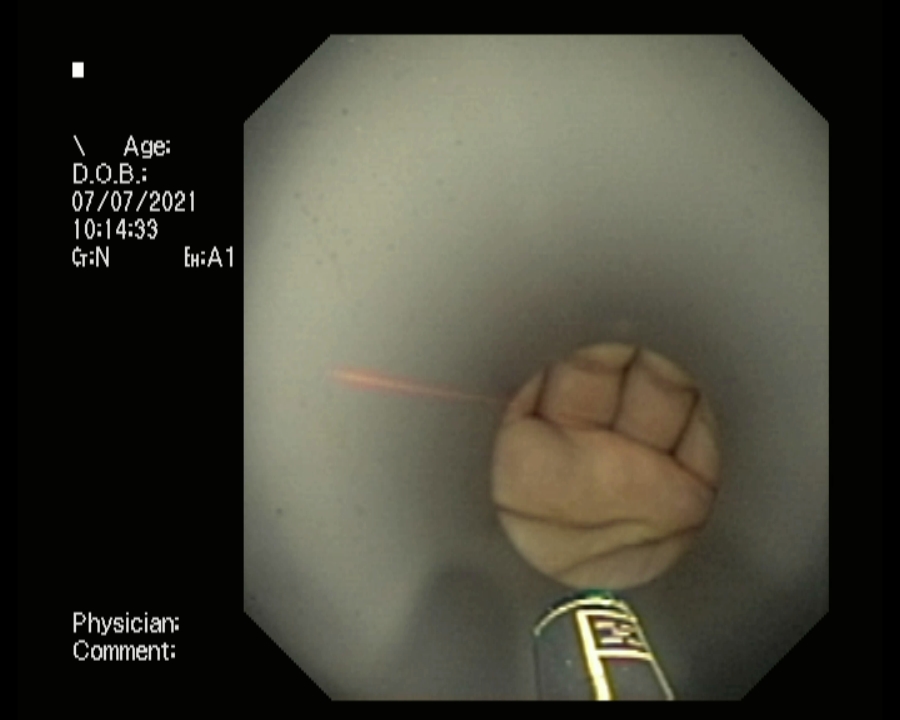 \ Age:
D.O.B.:
07/07/2021
10:14:33
Cr:N EH:A1
Physician:
Comment: